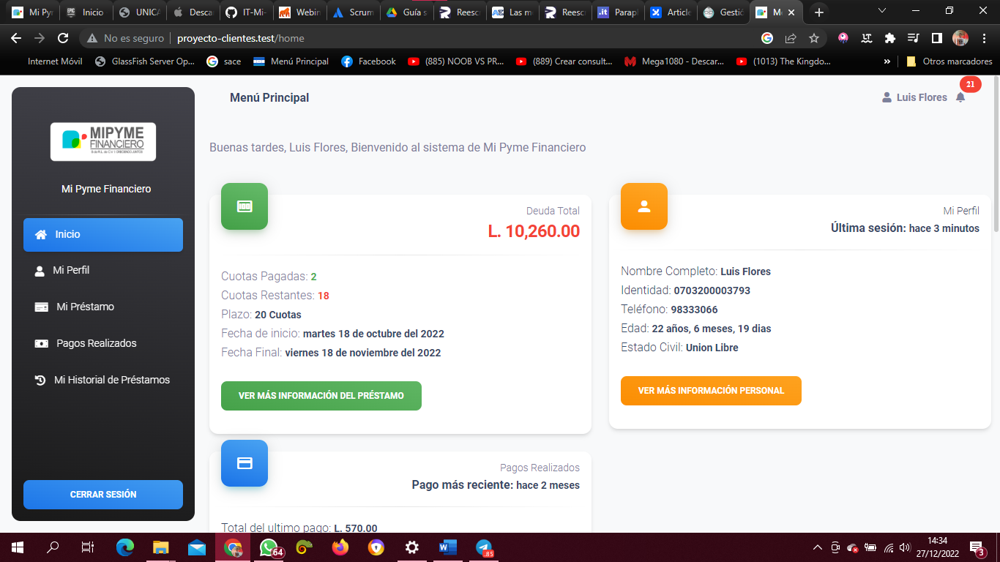 Mi Py
Inicio
UNICA
Descar
IT-Mi-
Webin
Scrum
Guía s
Reescr
Las me
Reescr
Parap
Article
Gestió
M
No es seguro
proyecto-clientes.test/home
Internet Móvil
GlassFish Server Op...
sace
Menú Principal
Facebook
(885) NOOB VS PR...
(889) Crear consult...
Mega1080 - Descar...
(1013) The Kingdo...
»
Otros marcadores
MIPYME
FINANCIERO
Mi Pyme Financiero
Inicio
Mi Perfil
Mi Préstamo
Pagos Realizados
Mi Historial de Préstamos
CERRAR SESIÓN
Menú Principal
Luis Flores
21
Buenas tardes, Luis Flores, Bienvenido al sistema de Mi Pyme Financiero
Deuda Total
L. 10,260.00
Cuotas Pagadas: 2
Cuotas Restantes: 18
Plazo: 20 Cuotas
Fecha de inicio: martes 18 de octubre del 2022
Fecha Final: viernes 18 de noviembre del 2022
VER MÁS INFORMACIÓN DEL PRÉSTAMO
Mi Perfil
Última sesión: hace 3 minutos
Nombre Completo: Luis Flores
Identidad: 0703200003793
Teléfono: 98333066
Edad: 22 años, 6 meses, 19 dias
Estado Civil: Union Libre
VER MÁS INFORMACIÓN PERSONAL
Pagos Realizados
Pago más reciente: hace 2 meses
Total del ultimo pago: L. 570.00
64
85
14:34
27/12/2022
3